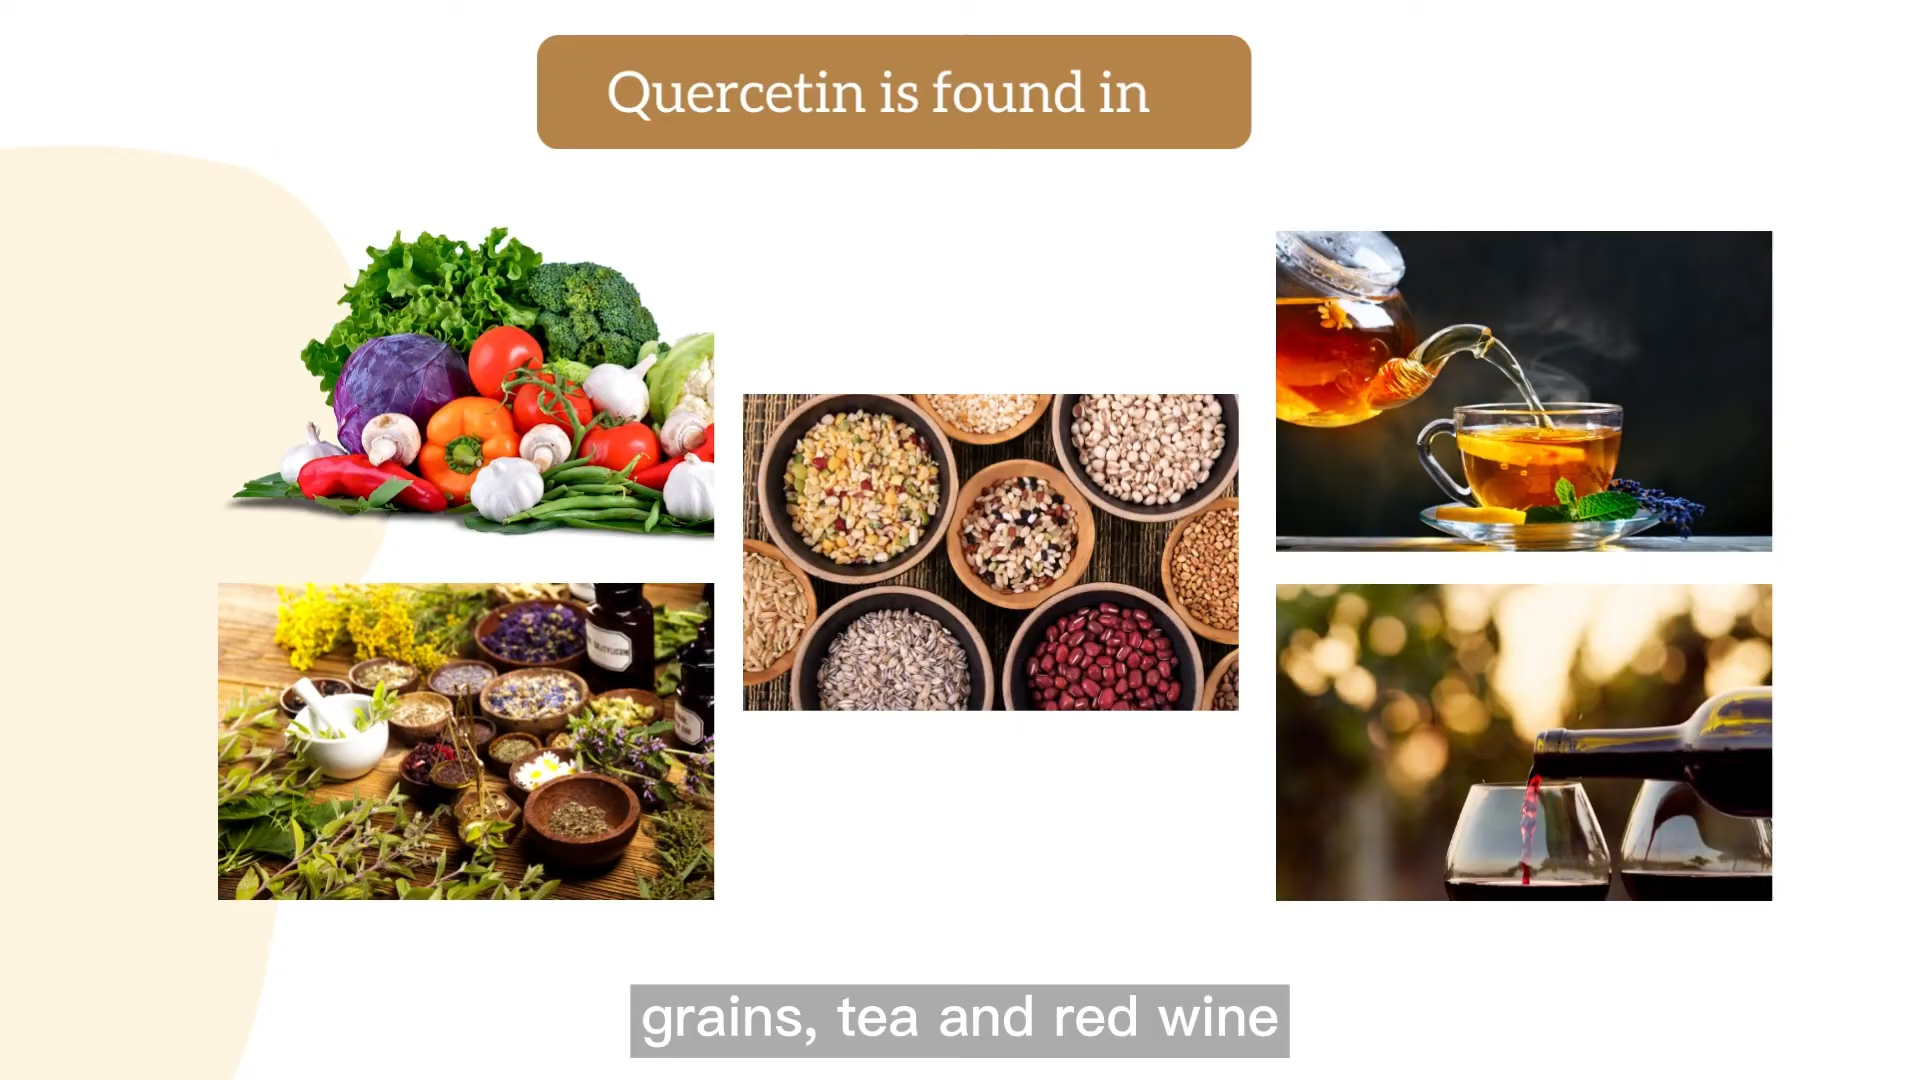 Quercetin is found in
grains, tea and red wine